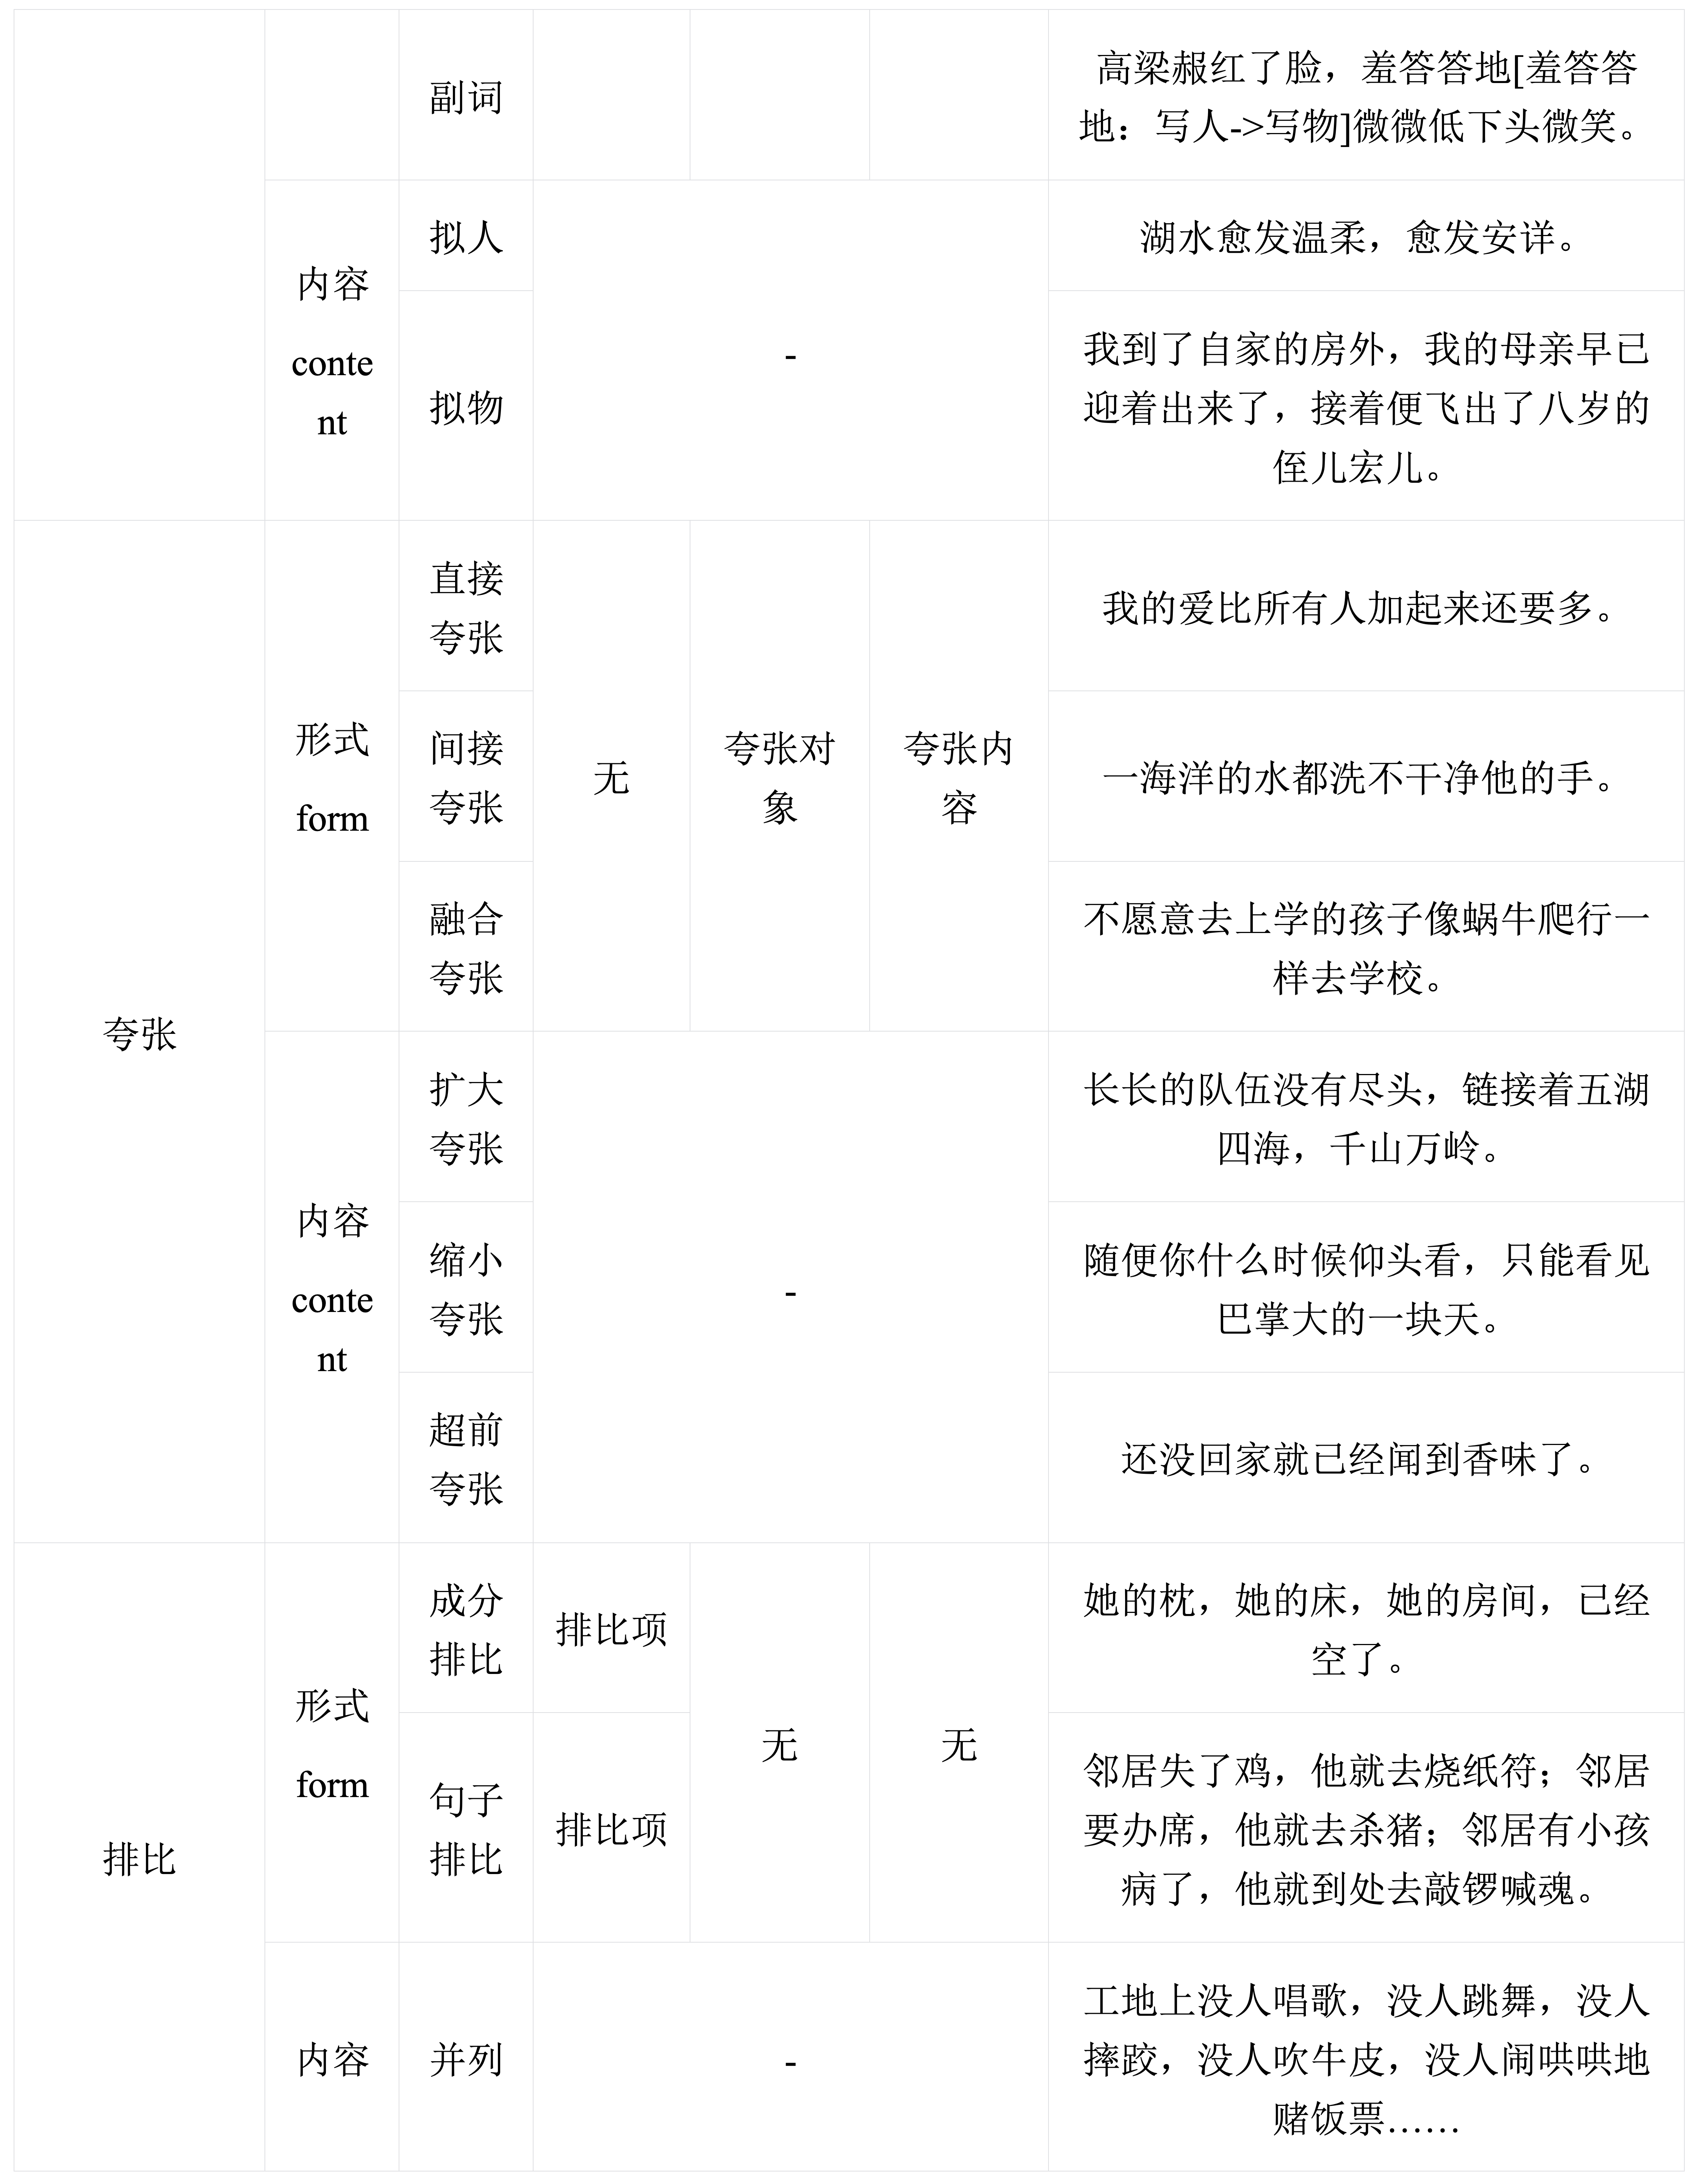 副词
高梁赧红了脸，羞答答地[羞答答
地：写人->写物]微微低下头微笑。
内容
conte
nt
拟人
-
湖水愈发温柔，愈发安详。
拟物
我到了自家的房外，我的母亲早已
迎着出来了，接着便飞出了八岁的
侄儿宏儿。
夸张
形式
form
直接
夸张
无
夸张对
象
夸张内
容
我的爱比所有人加起来还要多。
间接
夸张
一海洋的水都洗不干净他的手。
融合
夸张
不愿意去上学的孩子像蜗牛爬行一
样去学校。
内容
conte
nt
扩大
夸张
-
长长的队伍没有尽头，链接着五湖
四海，千山万岭。
缩小
夸张
随便你什么时候仰头看，只能看见
巴掌大的一块天。
超前
夸张
还没回家就已经闻到香味了。
排比
形式
form
成分
排比
排比项
无
无
她的枕，她的床，她的房间，已经
空了。
句子
排比
排比项
邻居失了鸡，他就去烧纸符；邻居
要办席，他就去杀猪；邻居有小孩
病了，他就到处去敲锣喊魂。
内容
并列
-
工地上没人唱歌，没人跳舞，没人
摔跤，没人吹牛皮，没人闹哄哄地
赌饭票……